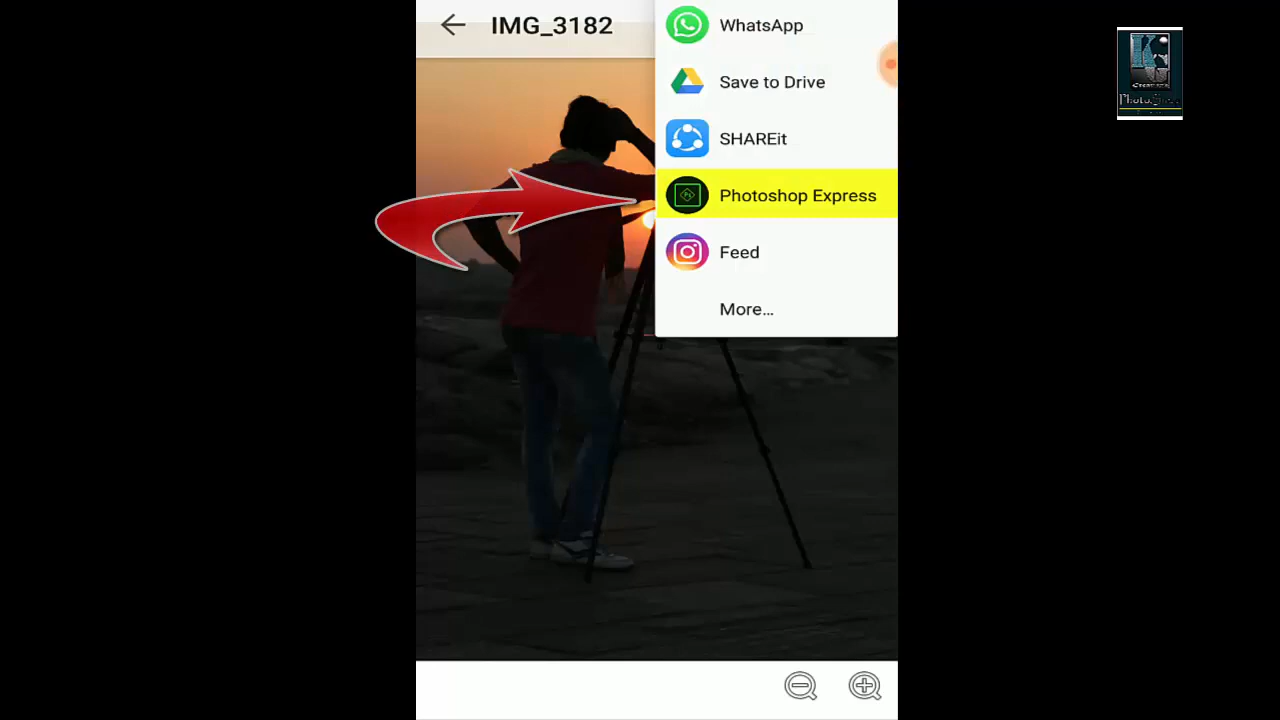 IMG_3182
WhatsApp
Save to Drive
SHAREit
Photoshop Express
Feed
More...